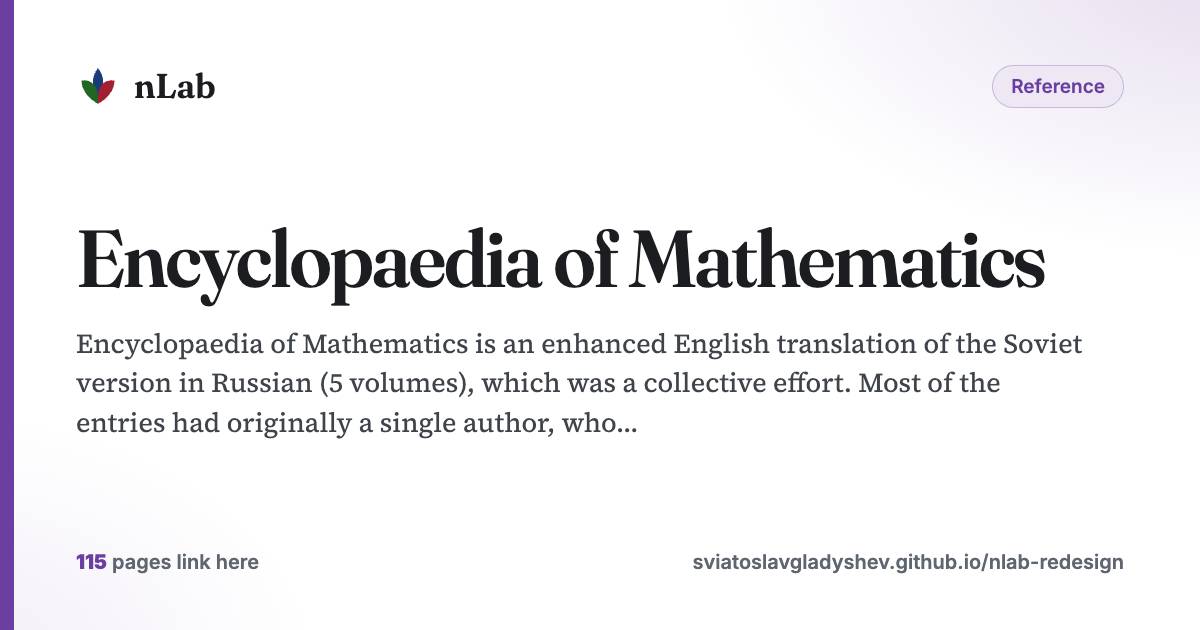 nLab
Reference
Encyclopaedia of Mathematics
Encyclopaedia of Mathematics is an enhanced English translation of the Soviet
version in Russian (5 volumes), which was a collective effort. Most of the
entries had originally a single author, who...
115 pages link here
sviatoslavgladyshev.github.io/nlab-redesign